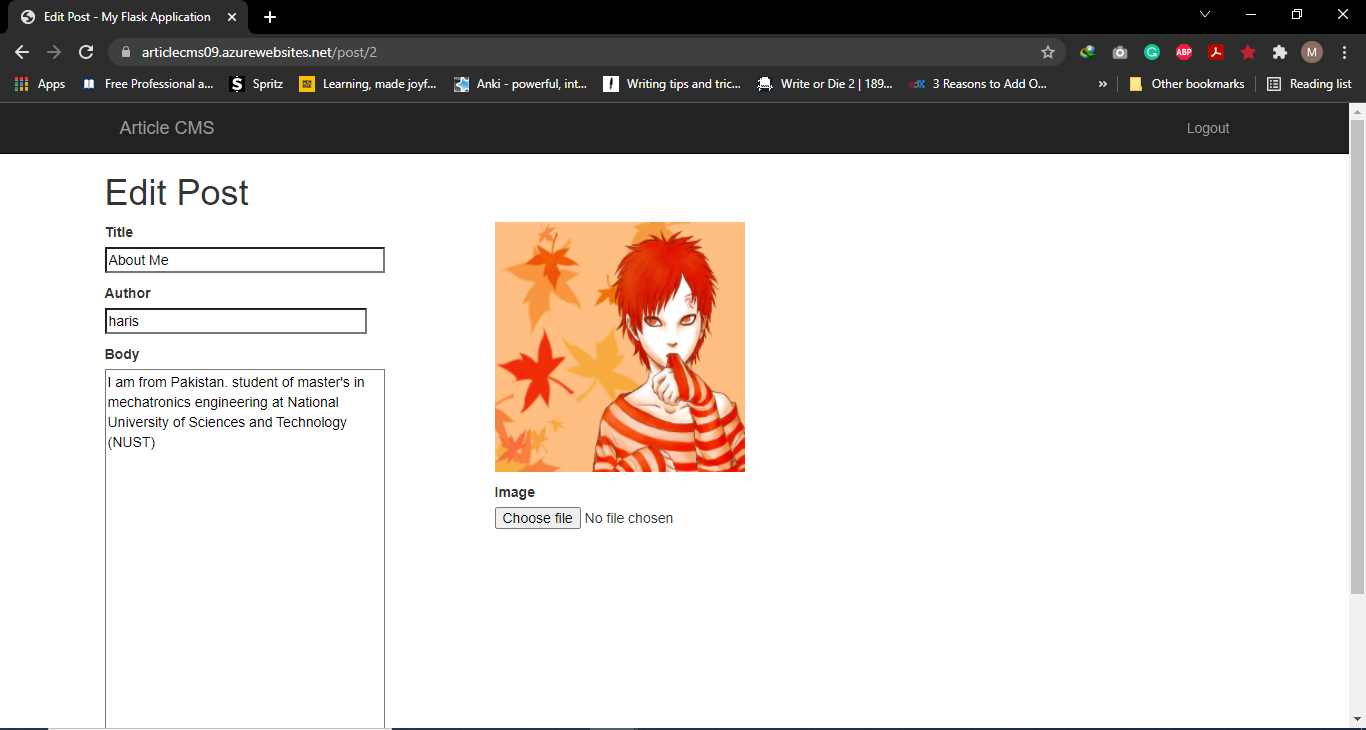 Edit Post - My Flask Application
articlecms09.azurewebsites.net/post/2
ABP
M
Apps
Free Professional a...
Spritz
Learning, made joyf...
Anki - powerful, int...
Writing tips and tric...
Write or Die 2 | 189...
3 Reasons to Add O...
»
Other bookmarks
Reading list
Article CMS
Logout
Edit Post
Title
About Me
Author
haris
Body
I am from Pakistan. student of master's in
mechatronics engineering at National
University of Sciences and Technology
(NUST)
Image
Choose file No file chosen